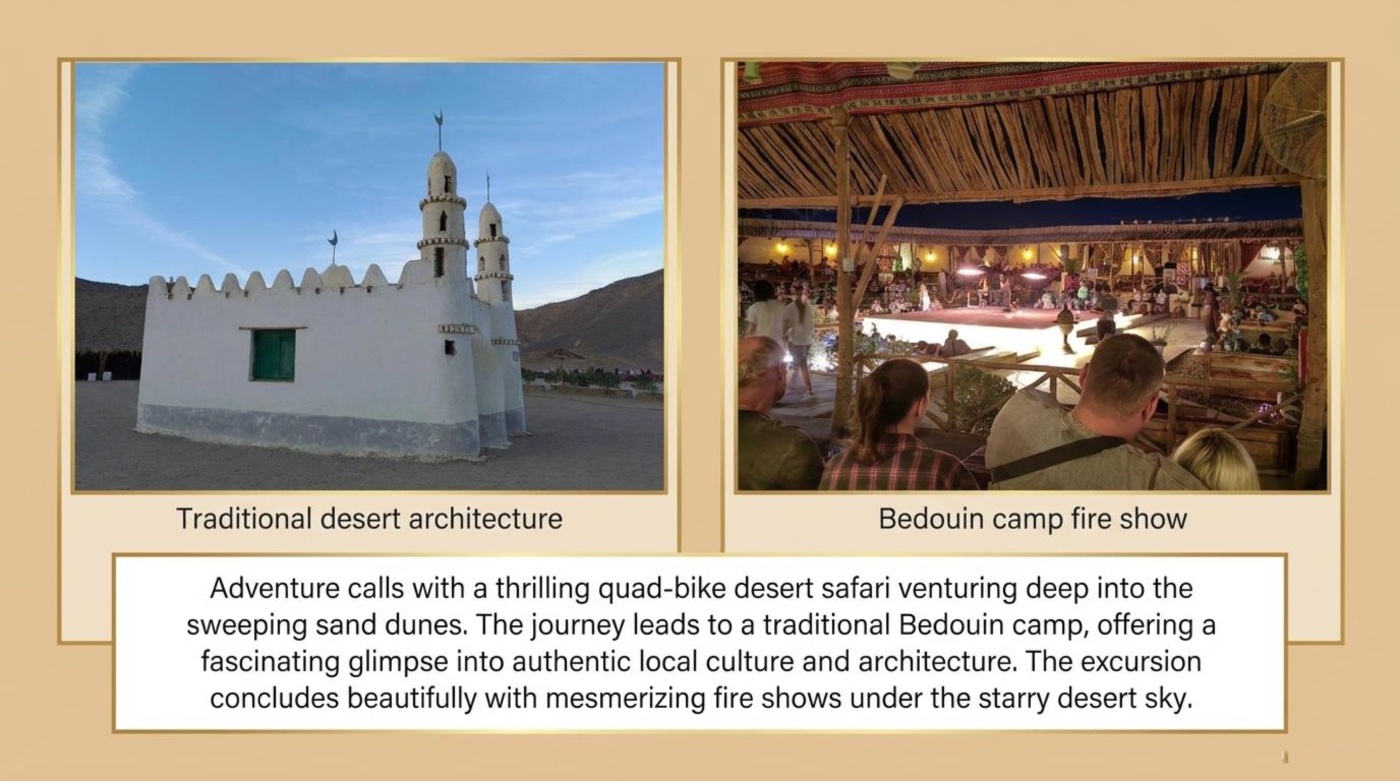 Traditional desert architecture
Bedouin camp fire show
Adventure calls with a thrilling quad-bike desert safari venturing deep into the
sweeping sand dunes. The journey leads to a traditional Bedouin camp, offering a
fascinating glimpse into authentic local culture and architecture. The excursion
concludes beautifully with mesmerizing fire shows under the starry desert sky.